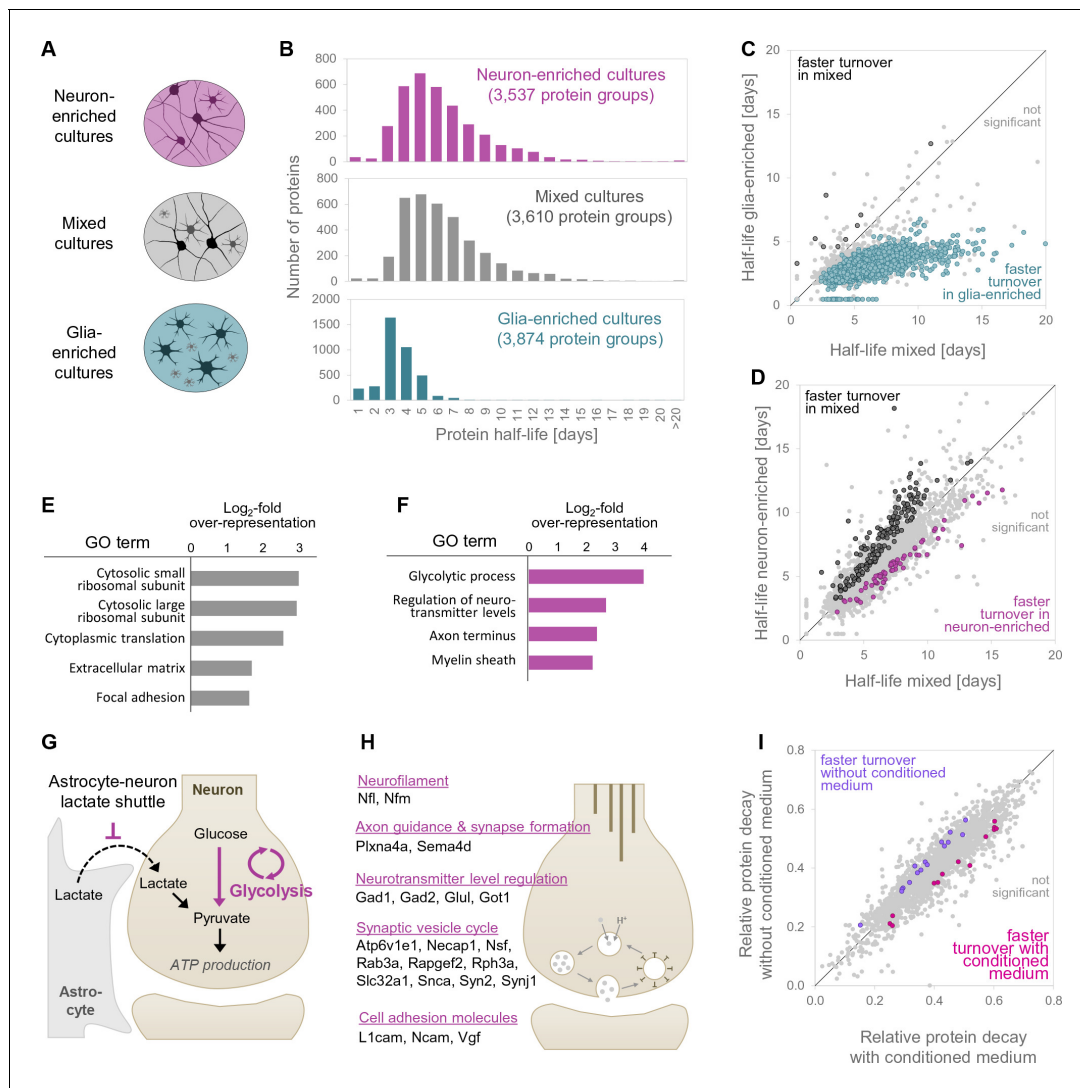 A
Neuron-
enriched
cultures
Mixed
cultures
Glia-
enriched
cultures
B
Number of proteins
800
600
400
200
0
Neuron-enriched cultures
(3,537 protein groups)
800
600
400
200
0
Mixed cultures
(3,610 protein groups)
2000
1500
1000
500
0
Glia-enriched cultures
(3,874 protein groups)
1 2 3 4 5 6 7 8 9 10 11 12 13 14 15 16 17 18 19 20 >20
Protein half-life [days]
C
Half-life glia-enriched [days]
20
15
10
5
0
faster turnover
in mixed
not
significant
faster
turnover
in glia-enriched
0 5 10 15 20
Half-life mixed [days]
D
Half-life neuron-enriched [days]
20
15
10
5
0
faster turnover
in mixed
not
significant
faster
turnover in
neuron-enriched
0 5 10 15 20
Half-life mixed [days]
E
Log2-fold
over-representation
GO term
0 1 2 3
Cytosolic small
ribosomal subunit
Cytosolic large
ribosomal subunit
Cytoplasmic translation
Extracellular matrix
Focal adhesion
F
Log2-fold
over-representation
GO term
0 1 2 3 4
Glycolytic process
Regulation of neuro-
transmitter levels
Axon terminus
Myelin sheath
G
Astrocyte-neuron
lactate shuttle
Neuron
Glucose
Glycolysis
Lactate
Lactate
Pyruvate
ATP production
Astro-
cyte
H
Neurofilament
Nfl, Nfm
Axon guidance & synapse formation
Plxna4a, Sema4d
Neurotransmitter level regulation
Gad1, Gad2, Glul, Got1
Synaptic vesicle cycle
Atp6v1e1, Necap1, Nsf,
Rab3a, Rapgef2, Rph3a,
Slc32a1, Snca, Syn2, Synj1
Cell adhesion molecules
L1cam, Ncam, Vgf
H+
I
Relative protein decay
without conditioned medium
0.8
0.6
0.4
0.2
0.0
faster turnover
without conditioned
medium
not
significant
faster
turnover with
conditioned
medium
0.0 0.2 0.4 0.6 0.8
Relative protein decay
with conditioned medium